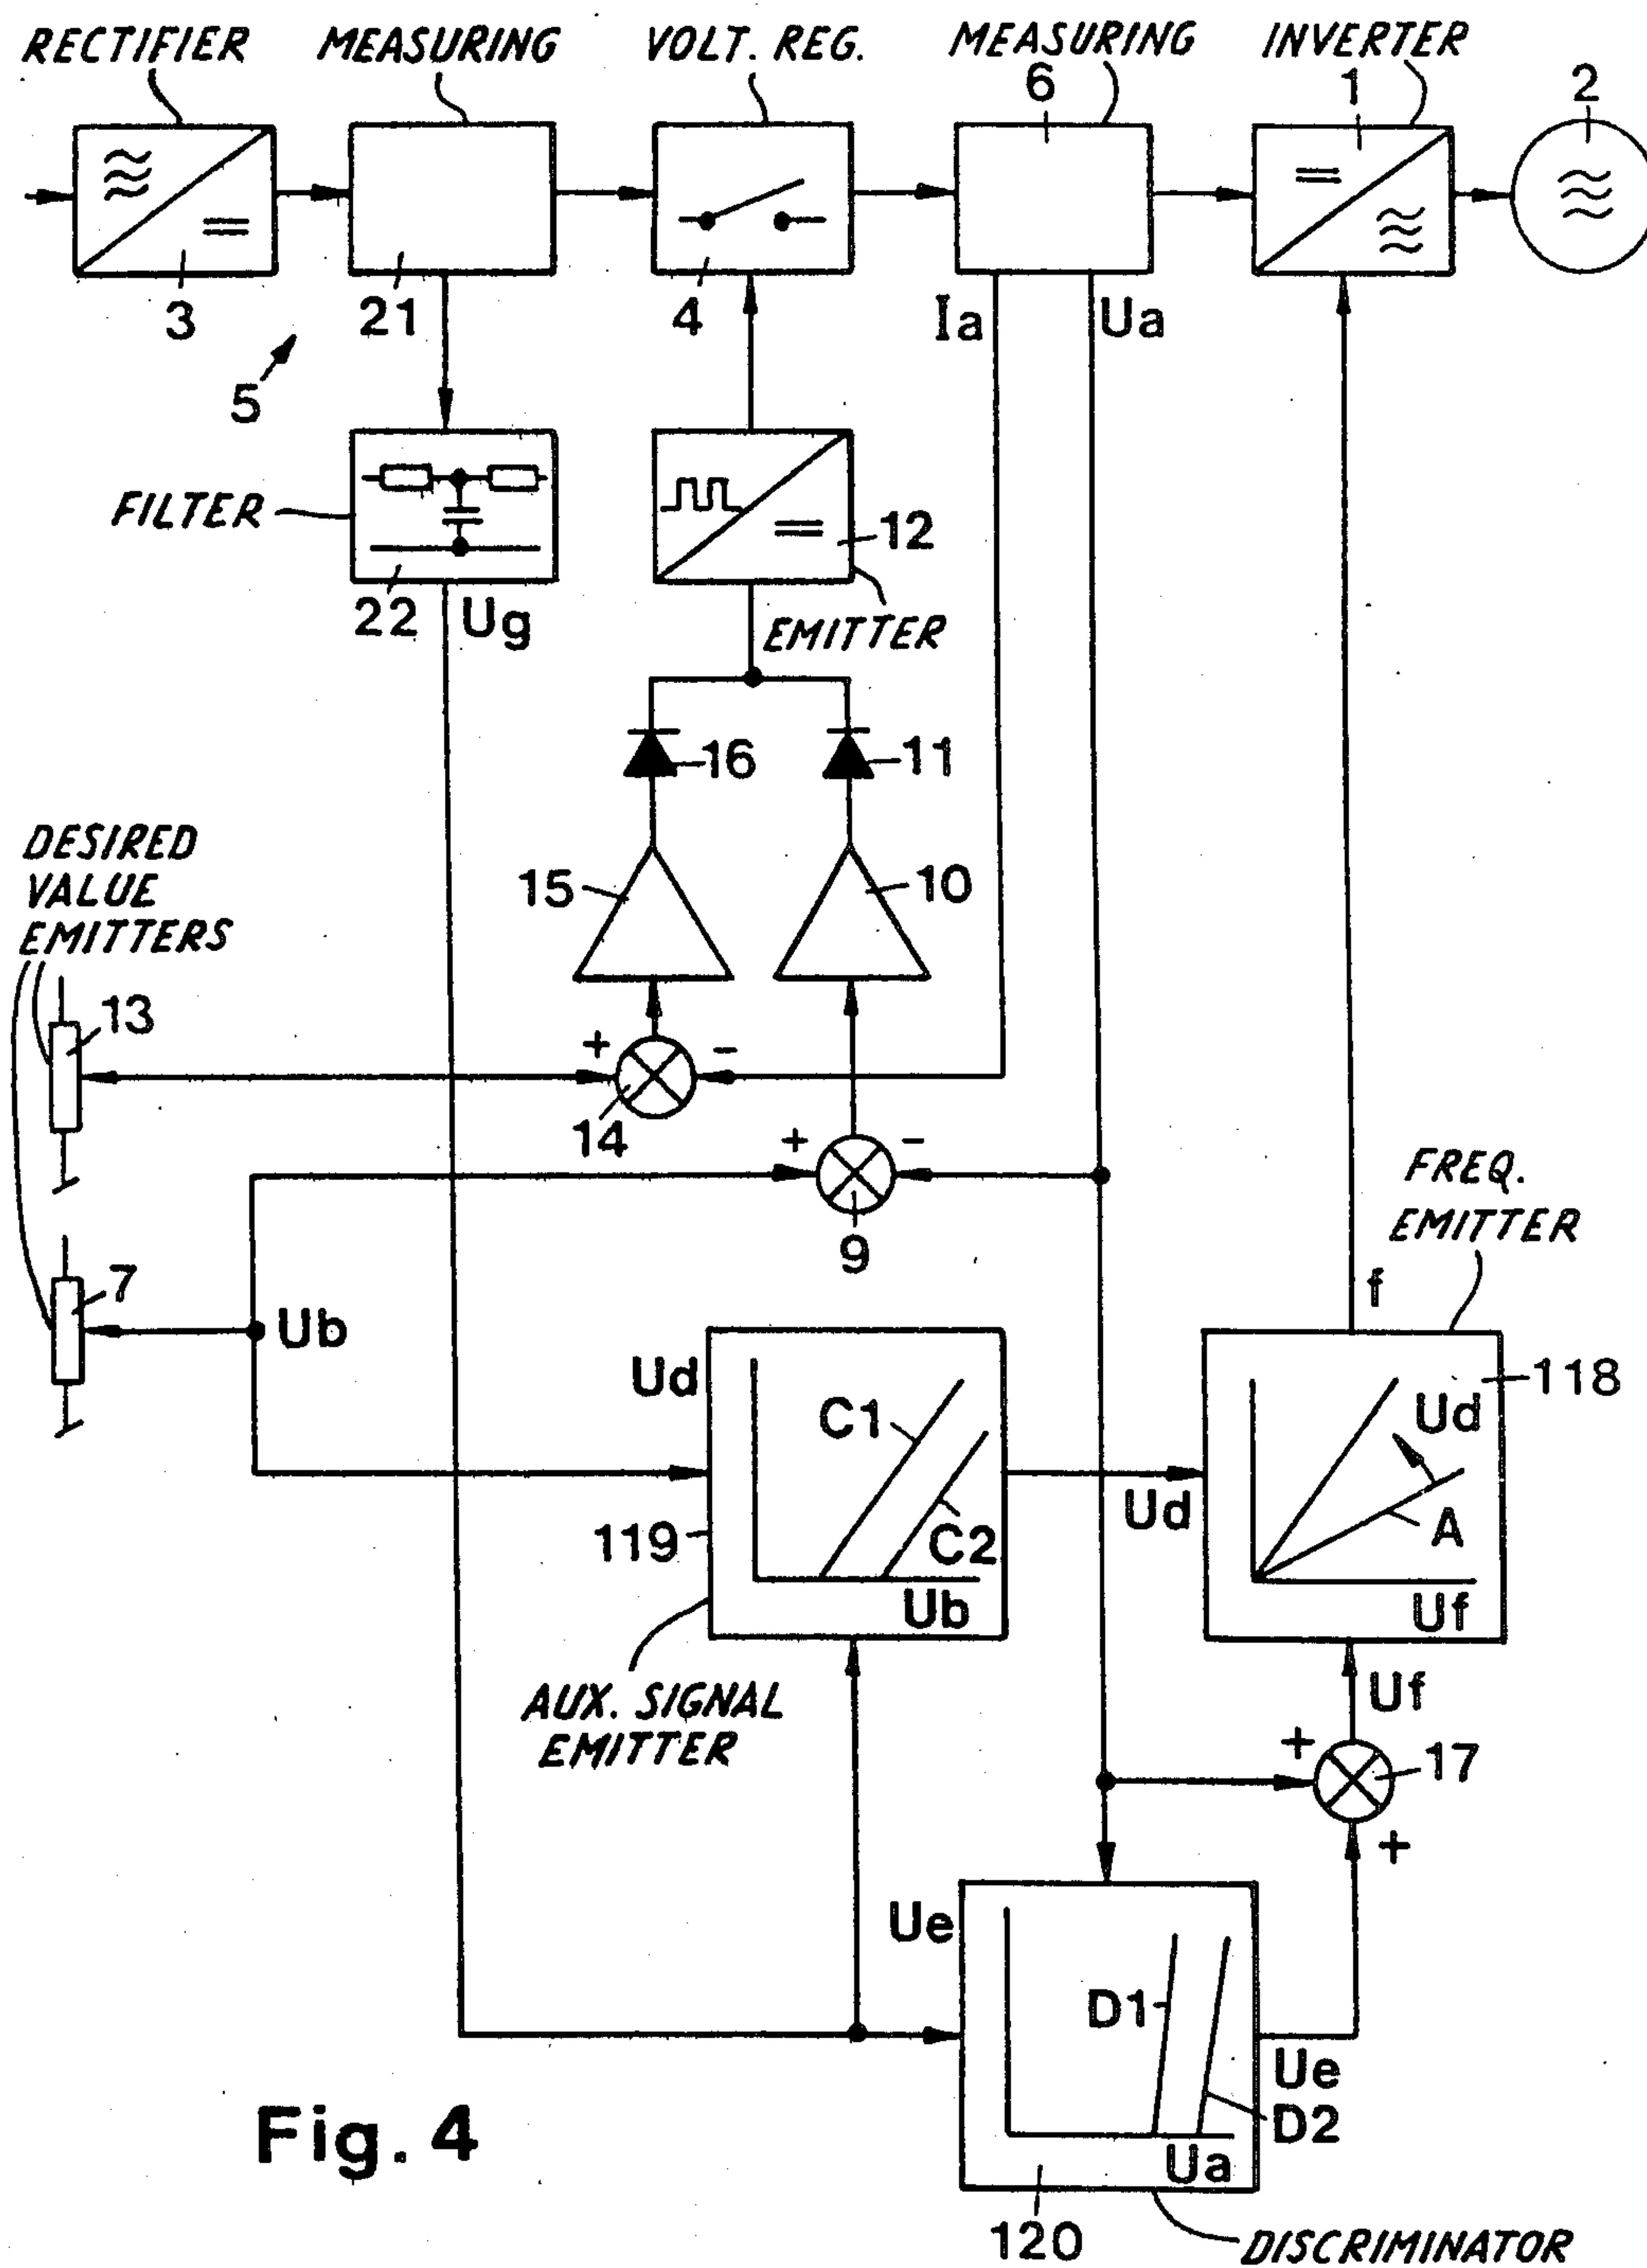 RECTIFIER
MEASURING
VOLT. REG.
MEASURING
INVERTER
6
1
2
3
21
4
Ia
Ua
5
FILTER
12
22
Ug
EMITTER
16
11
DESIRED
VALUE
EMITTERS
15
10
13
+
-
14
+
-
9
FREQ.
EMITTER
7
Ub
f
Ud
C1
118
Ud
119
C2
Ud
A
Ub
Uf
AUX. SIGNAL
EMITTER
Uf
+
17
+
Ue
D1
Ue
D2
Fig. 4
Ua
120
DISCRIMINATOR